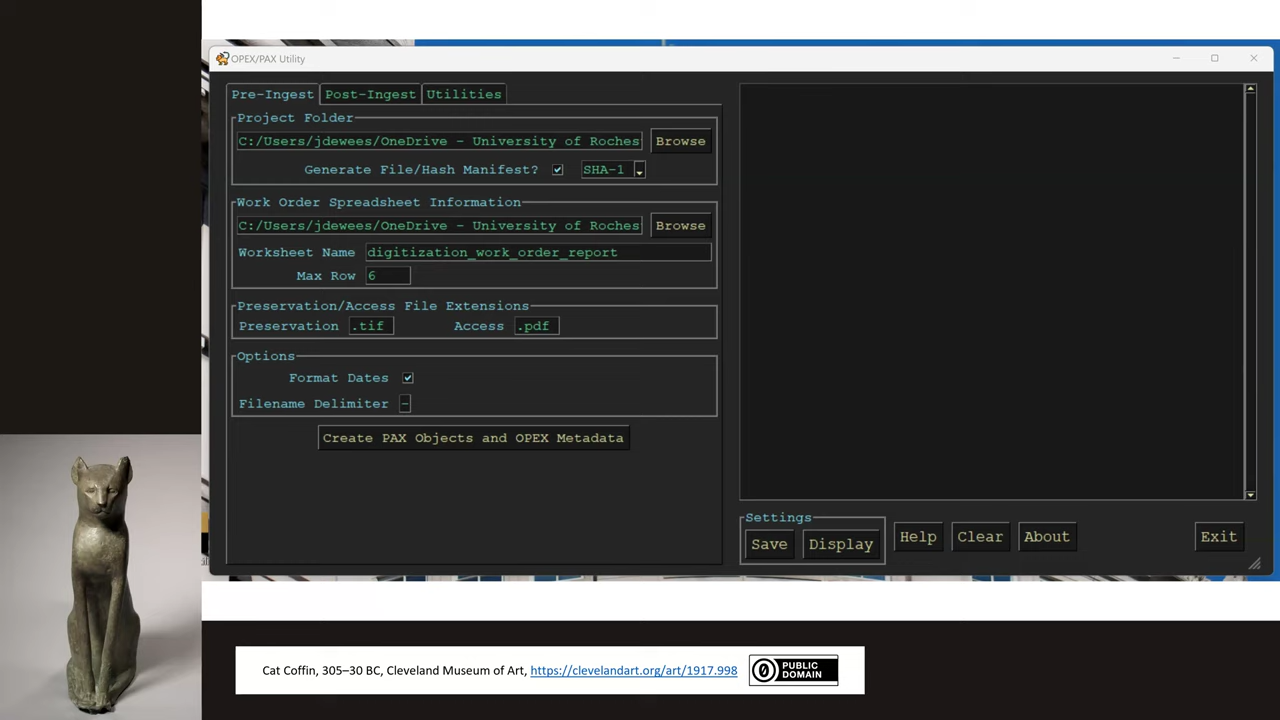 OPEX/PAX Utility
Pre-Ingest Post-Ingest Utilities
Project Folder
C:/Users/jdewees/OneDrive - University of Roches Browse
Generate File/Hash Manifest? SHA-1
Work Order Spreadsheet Information
C:/Users/jdewees/OneDrive - University of Roches Browse
Worksheet Name digitization_work_order_report
Max Row 6
Preservation/Access File Extensions
Preservation .tif Access .pdf
Options
Format Dates
Filename Delimiter -
Create PAX Objects and OPEX Metadata
Settings
Save Display Help Clear About Exit
Cat Coffin, 305–30 BC, Cleveland Museum of Art, https://clevelandart.org/art/1917.998
0 PUBLIC
DOMAIN